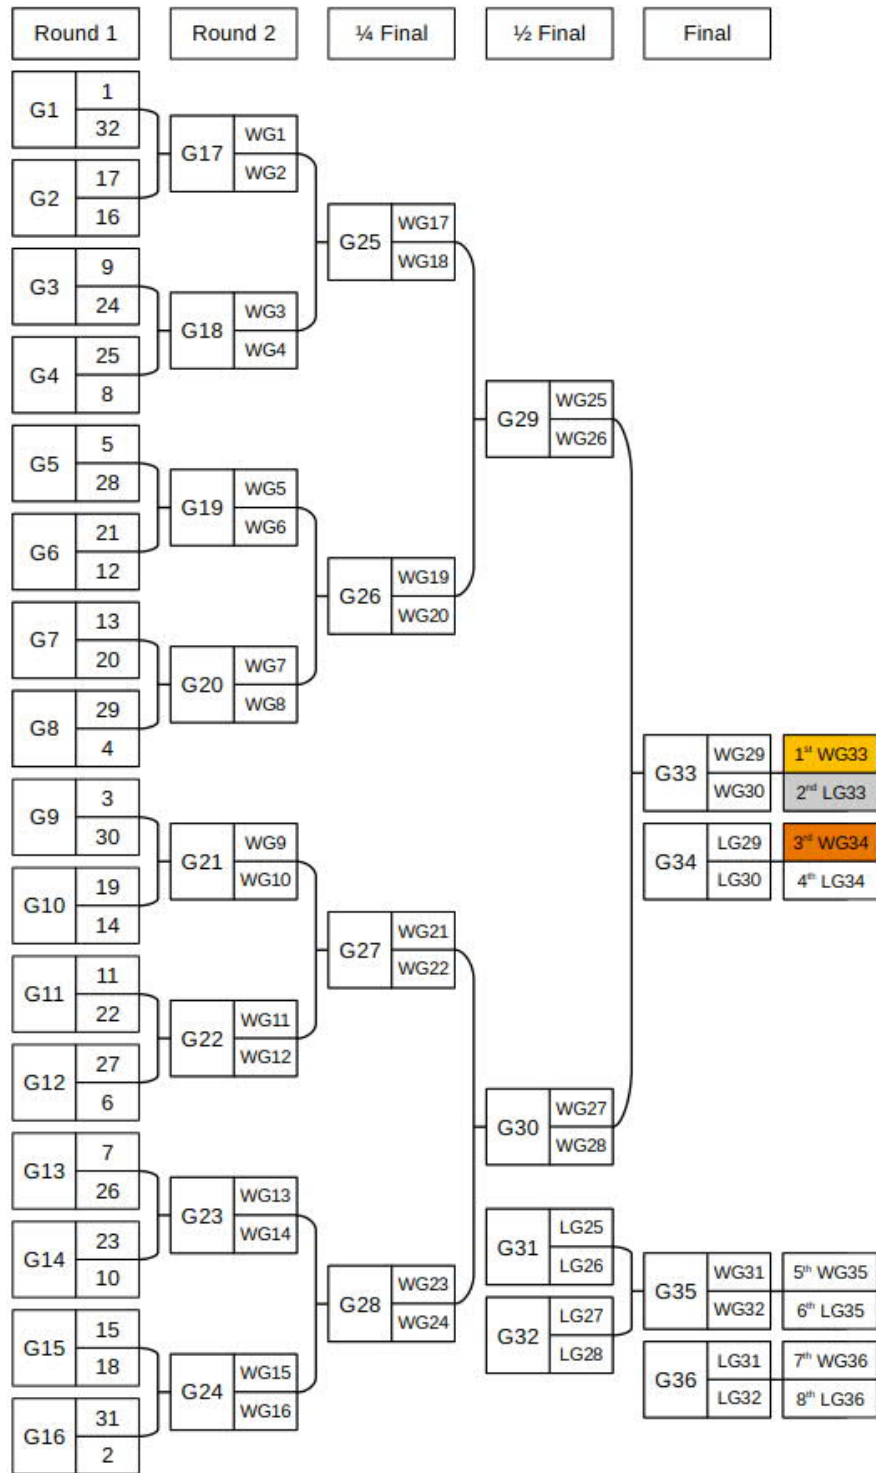 Round 1
Round 2
¼ Final
½ Final
Final
G1
1
32
G2
17
16
G3
9
24
G4
25
8
G5
5
28
G6
21
12
G7
13
20
G8
29
4
G9
3
30
G10
19
14
G11
11
22
G12
27
6
G13
7
26
G14
23
10
G15
15
18
G16
31
2
G17
WG1
WG2
G18
WG3
WG4
G19
WG5
WG6
G20
WG7
WG8
G21
WG9
WG10
G22
WG11
WG12
G23
WG13
WG14
G24
WG15
WG16
G25
WG17
WG18
G26
WG19
WG20
G27
WG21
WG22
G28
WG23
WG24
G29
WG25
WG26
G30
WG27
WG28
G31
LG25
LG26
G32
LG27
LG28
G33
WG29
WG30
1st WG33
2nd LG33
G34
LG29
LG30
3rd WG34
4th LG34
G35
WG31
WG32
5th WG35
6th LG35
G36
LG31
LG32
7th WG36
8th LG36